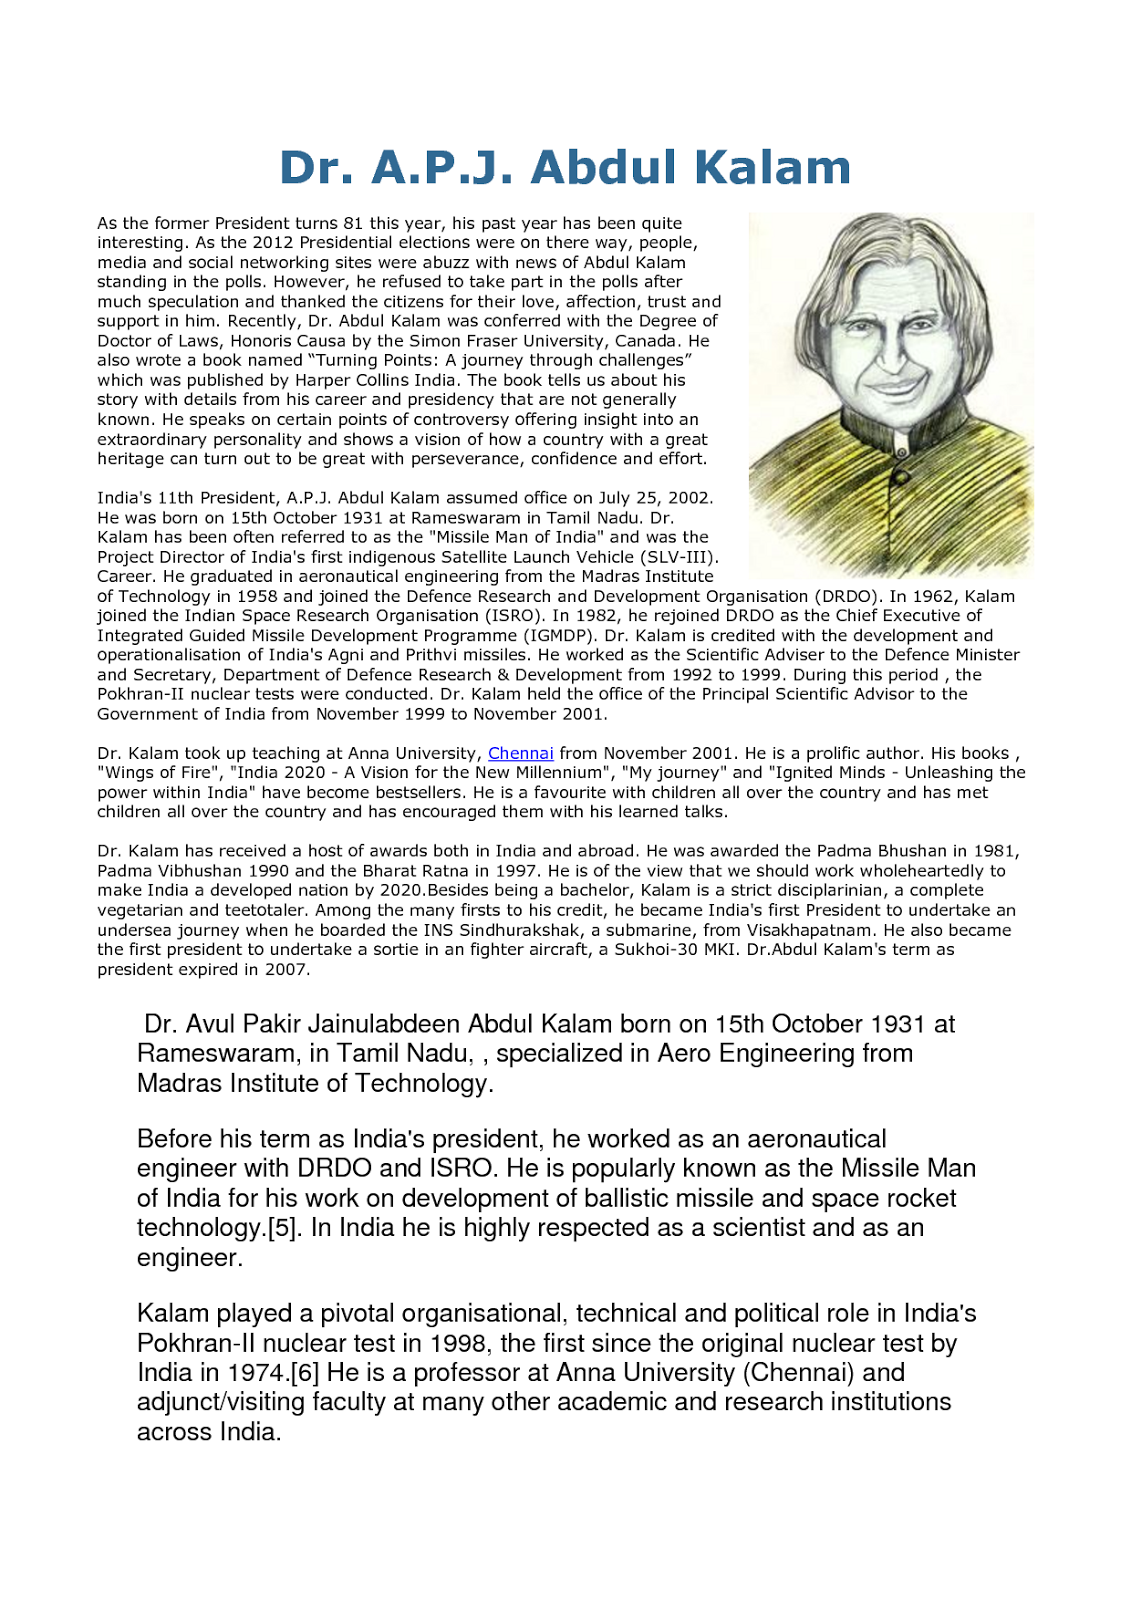 Dr. A.P.J. Abdul Kalam
As the former President turns 81 this year, his past year has been quite
interesting. As the 2012 Presidential elections were on there way, people,
media and social networking sites were abuzz with news of Abdul Kalam
standing in the polls. However, he refused to take part in the polls after
much speculation and thanked the citizens for their love, affection, trust and
support in him. Recently, Dr. Abdul Kalam was conferred with the Degree of
Doctor of Laws, Honoris Causa by the Simon Fraser University, Canada. He
also wrote a book named “Turning Points: A journey through challenges”
which was published by Harper Collins India. The book tells us about his
story with details from his career and presidency that are not generally
known. He speaks on certain points of controversy offering insight into an
extraordinary personality and shows a vision of how a country with a great
heritage can turn out to be great with perseverance, confidence and effort.
India's 11th President, A.P.J. Abdul Kalam assumed office on July 25, 2002.
He was born on 15th October 1931 at Rameswaram in Tamil Nadu. Dr.
Kalam has been often referred to as the "Missile Man of India" and was the
Project Director of India's first indigenous Satellite Launch Vehicle (SLV-III).
Career. He graduated in aeronautical engineering from the Madras Institute
of Technology in 1958 and joined the Defence Research and Development Organisation (DRDO). In 1962, Kalam
joined the Indian Space Research Organisation (ISRO). In 1982, he rejoined DRDO as the Chief Executive of
Integrated Guided Missile Development Programme (IGMDP). Dr. Kalam is credited with the development and
operationalisation of India's Agni and Prithvi missiles. He worked as the Scientific Adviser to the Defence Minister
and Secretary, Department of Defence Research & Development from 1992 to 1999. During this period , the
Pokhran-II nuclear tests were conducted. Dr. Kalam held the office of the Principal Scientific Advisor to the
Government of India from November 1999 to November 2001.
Dr. Kalam took up teaching at Anna University, Chennai from November 2001. He is a prolific author. His books ,
"Wings of Fire", "India 2020 - A Vision for the New Millennium", "My journey" and "Ignited Minds - Unleashing the
power within India" have become bestsellers. He is a favourite with children all over the country and has met
children all over the country and has encouraged them with his learned talks.
Dr. Kalam has received a host of awards both in India and abroad. He was awarded the Padma Bhushan in 1981,
Padma Vibhushan 1990 and the Bharat Ratna in 1997. He is of the view that we should work wholeheartedly to
make India a developed nation by 2020.Besides being a bachelor, Kalam is a strict disciplarinian, a complete
vegetarian and teetotaler. Among the many firsts to his credit, he became India's first President to undertake an
undersea journey when he boarded the INS Sindhurakshak, a submarine, from Visakhapatnam. He also became
the first president to undertake a sortie in an fighter aircraft, a Sukhoi-30 MKI. Dr.Abdul Kalam's term as
president expired in 2007.
Dr. Avul Pakir Jainulabdeen Abdul Kalam born on 15th October 1931 at
Rameswaram, in Tamil Nadu, , specialized in Aero Engineering from
Madras Institute of Technology.
Before his term as India's president, he worked as an aeronautical
engineer with DRDO and ISRO. He is popularly known as the Missile Man
of India for his work on development of ballistic missile and space rocket
technology.[5]. In India he is highly respected as a scientist and as an
engineer.
Kalam played a pivotal organisational, technical and political role in India's
Pokhran-II nuclear test in 1998, the first since the original nuclear test by
India in 1974.[6] He is a professor at Anna University (Chennai) and
adjunct/visiting faculty at many other academic and research institutions
across India.